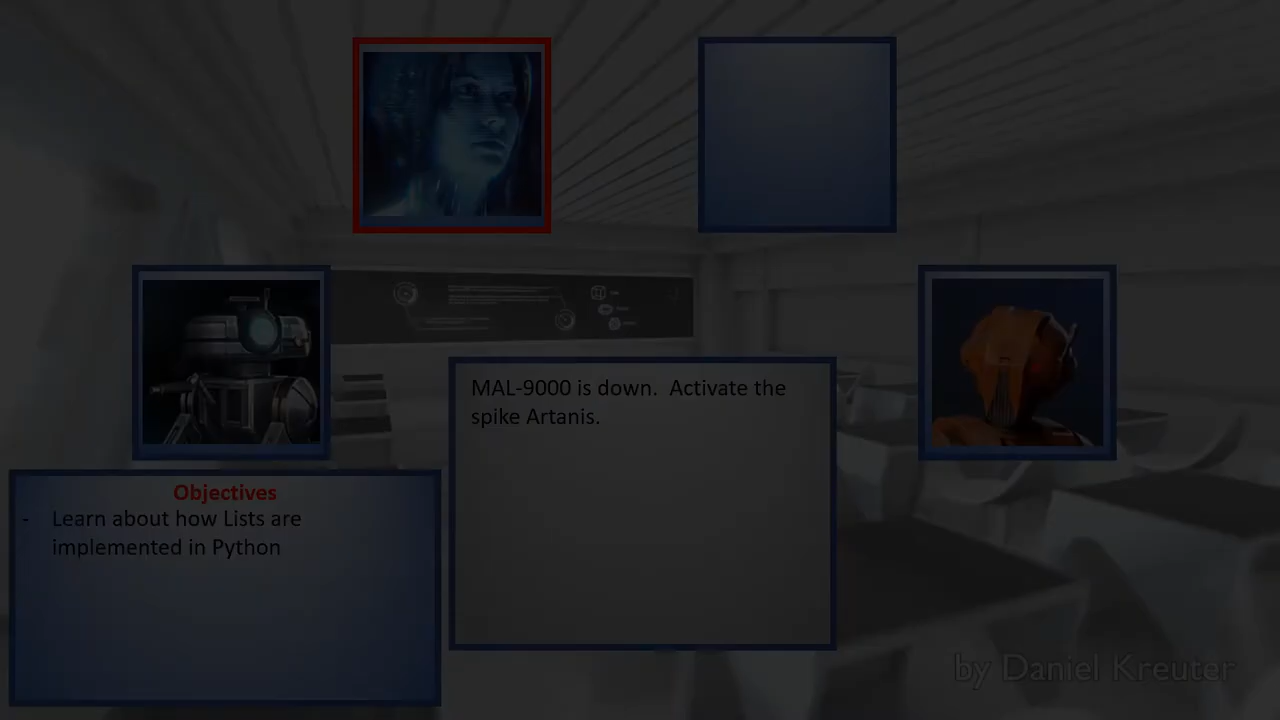 MAL-9000 is down.  Activate the
spike Artanis.
Objectives
- Learn about how Lists are
implemented in Python
by Daniel Kreuter